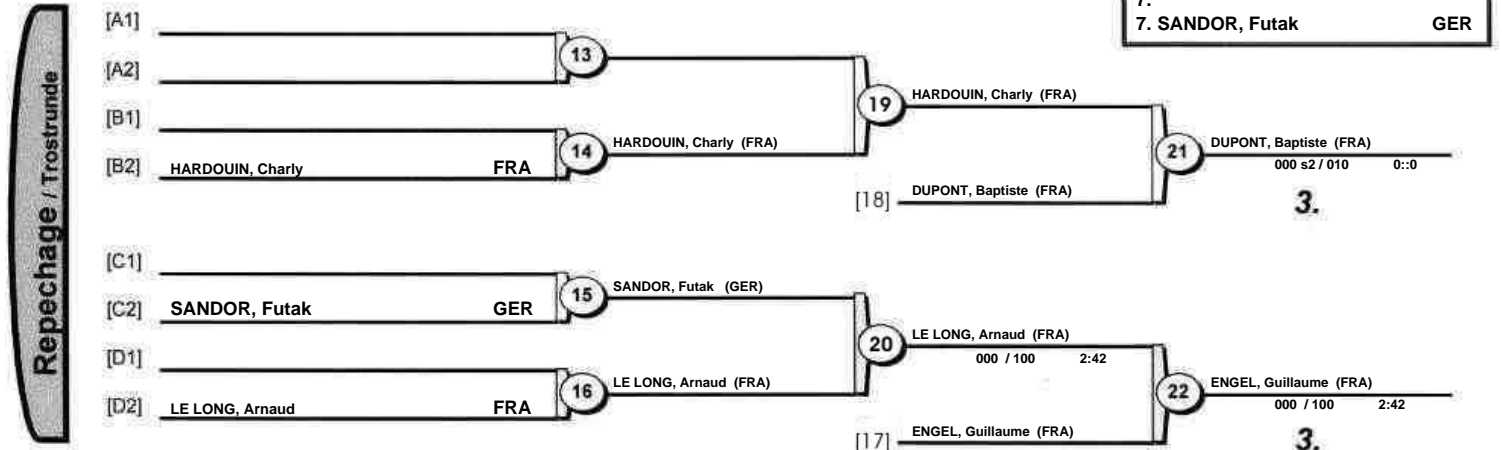 7.
7. SANDOR, Futak GER
Repechage / Trostrunde
[A1]
13
[A2]
HARDOUIN, Charly (FRA)
19
[B1]
HARDOUIN, Charly (FRA)
14
DUPONT, Baptiste (FRA)
21
[B2] HARDOUIN, Charly FRA
000 s2 / 010 0::0
[18] DUPONT, Baptiste (FRA)
3.
[C1]
SANDOR, Futak (GER)
15
[C2] SANDOR, Futak GER
LE LONG, Arnaud (FRA)
20
000 / 100 2:42
[D1]
LE LONG, Arnaud (FRA)
16
ENGEL, Guillaume (FRA)
22
[D2] LE LONG, Arnaud FRA
000 / 100 2:42
[17] ENGEL, Guillaume (FRA)
3.